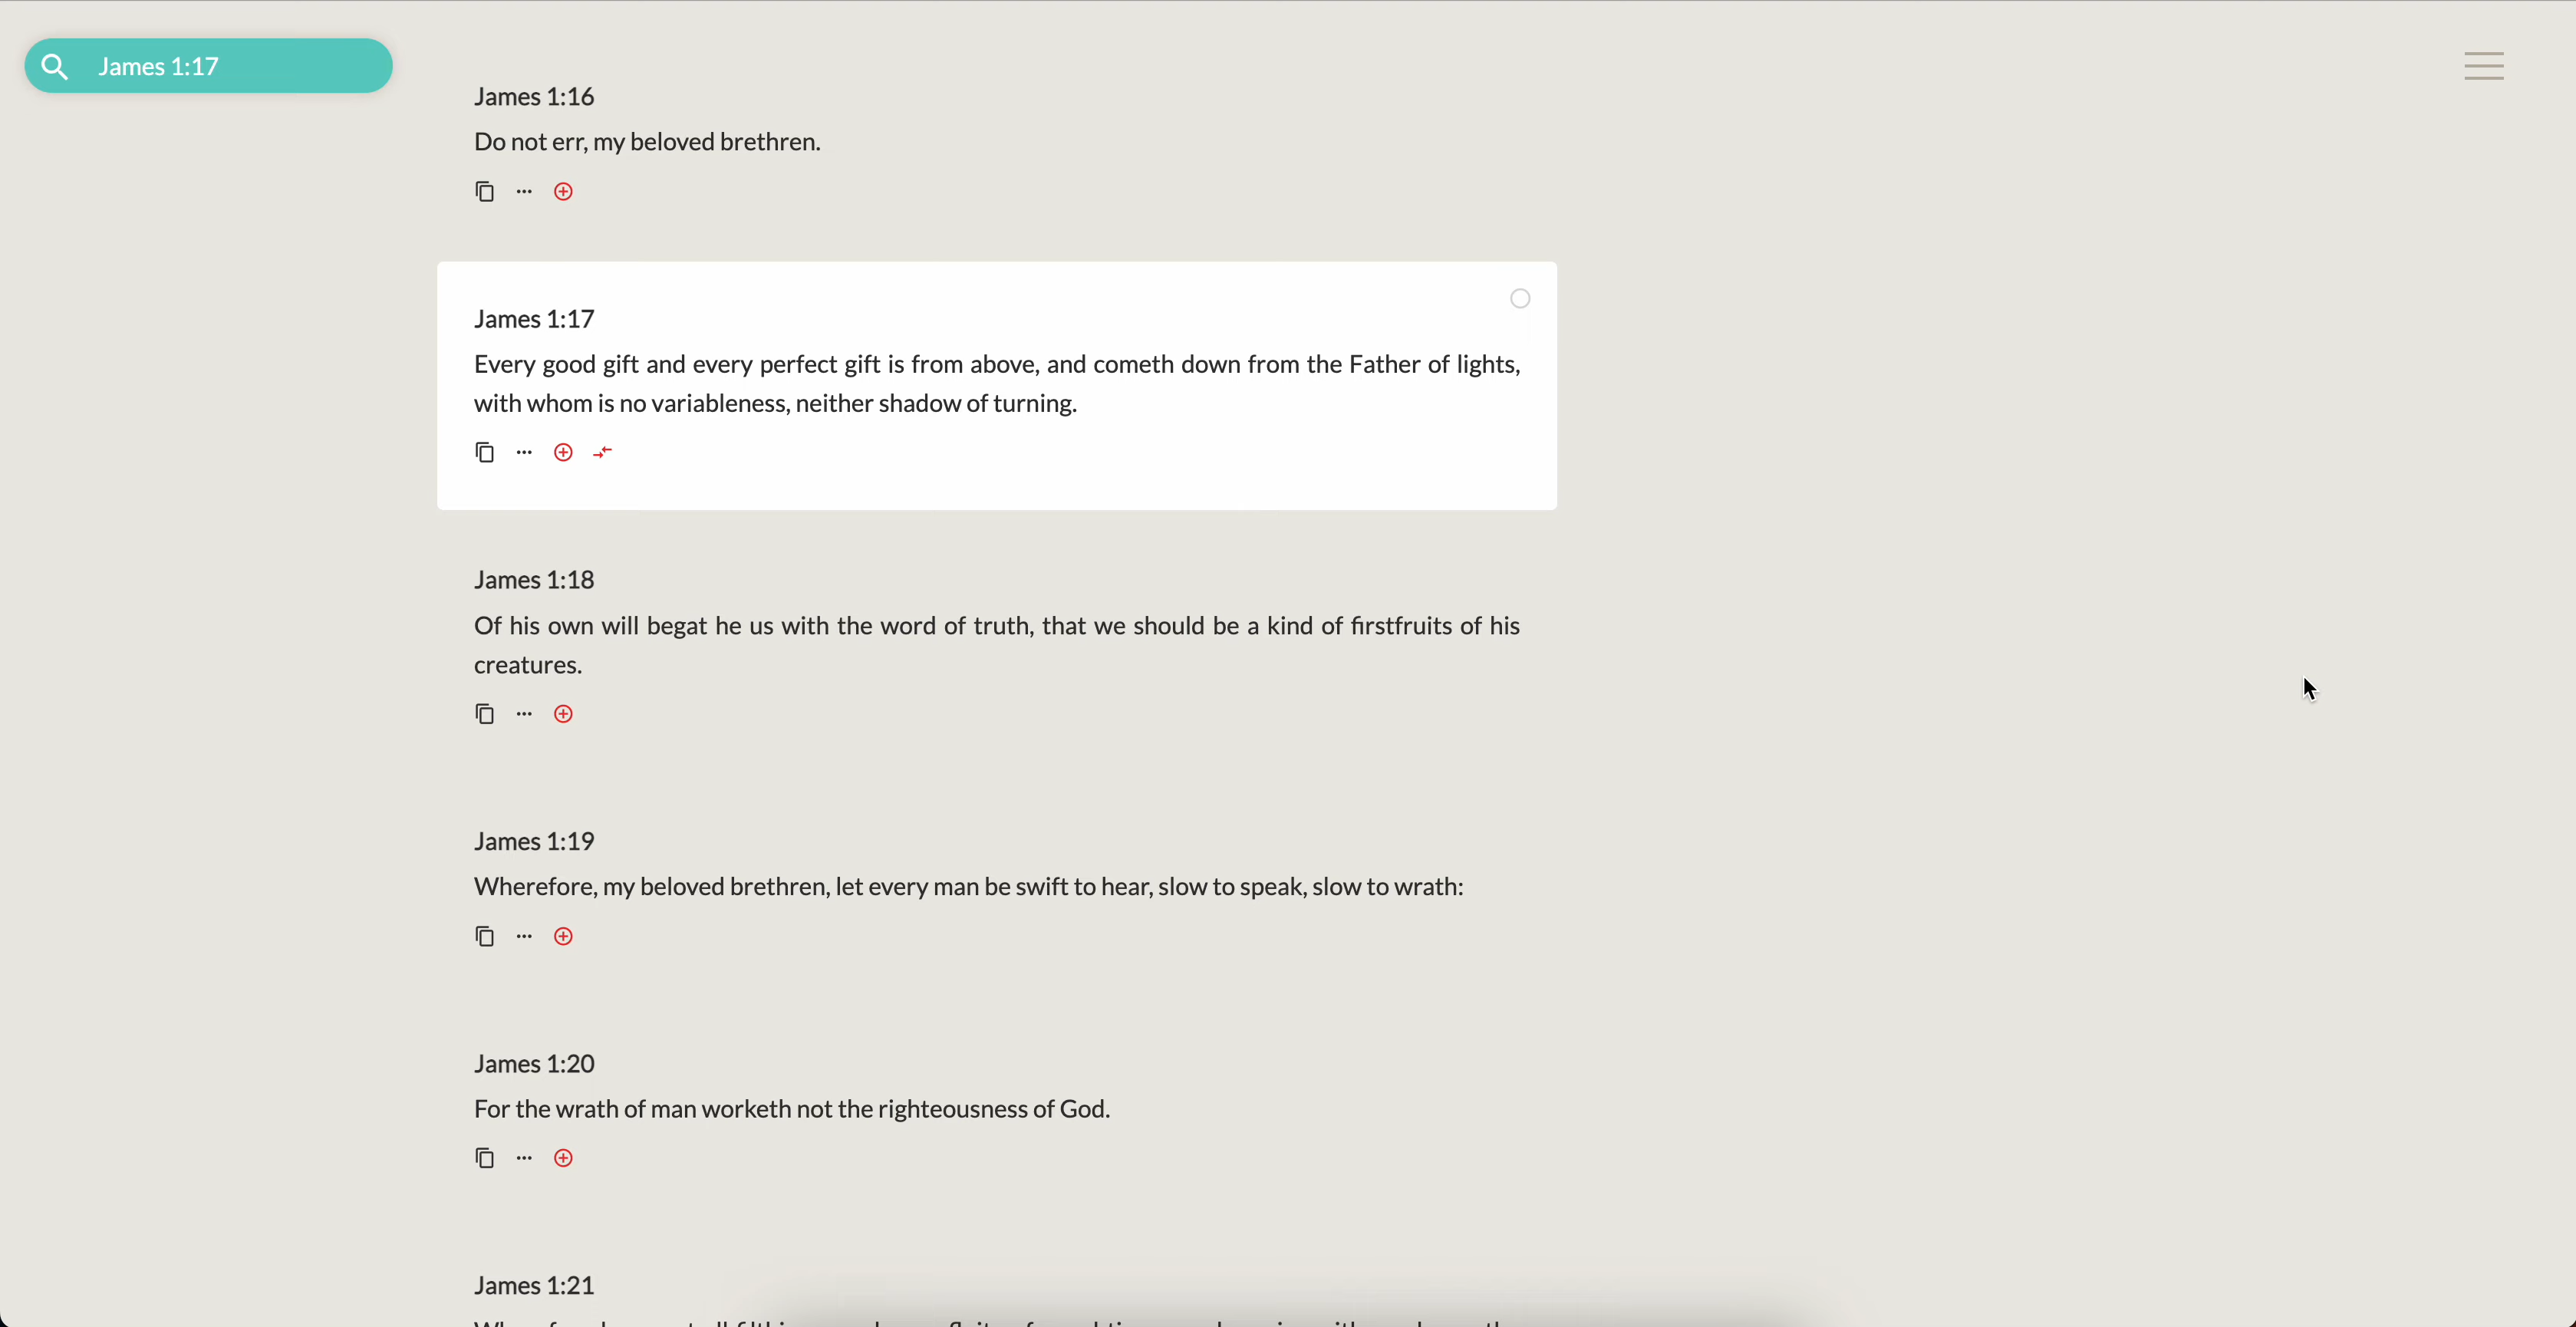 James 1:17
James 1:16
Do not err, my beloved brethren.
James 1:17
Every good gift and every perfect gift is from above, and cometh down from the Father of lights,
with whom is no variableness, neither shadow of turning.
James 1:18
Of his own will begat he us with the word of truth, that we should be a kind of firstfruits of his
creatures.
James 1:19
Wherefore, my beloved brethren, let every man be swift to hear, slow to speak, slow to wrath:
James 1:20
For the wrath of man worketh not the righteousness of God.
James 1:21